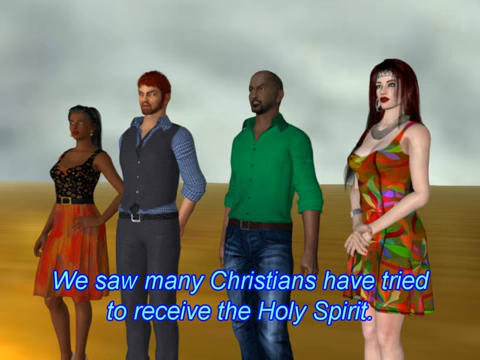 We saw many Christians have tried
to receive the Holy Spirit.